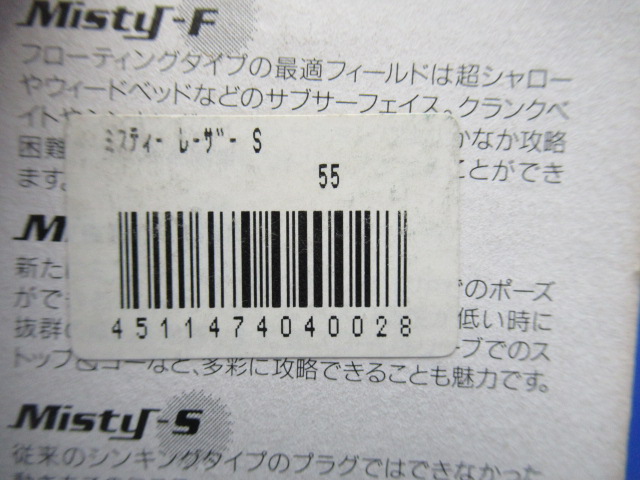 Misty-F
フローティングタイプの最適フィールドは超シャロー
やウィードベッドなどのサブサーフェイス。クランクベ
イトや
かなか攻略
困難
ことができ
ます。
ミスティー レーザー S
55
4511474040028
M
新た
でのポーズ
ができ
低い時に
抜群の
ーブでのス
トップ&ゴーなど、多彩に攻略できることも魅力です。
Misty-S
従来のシンキングタイプのプラグではできなかった